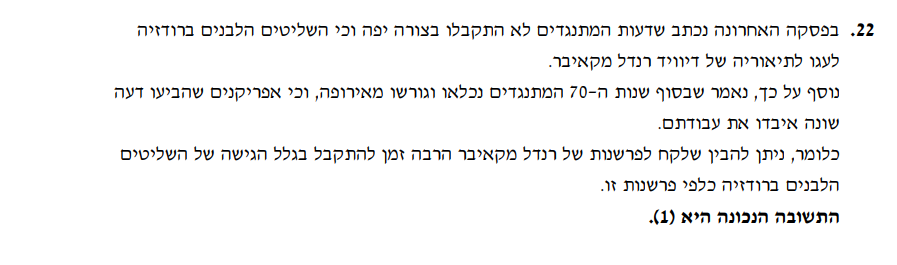 22. בפסקה האחרונה נכתב שדעות המתנגדים לא התקבלו בצורה יפה וכי השליטים הלבנים ברודזיה
לעגו לתיאוריה של דיוויד רנדל מקאיבר.
נוסף על כך, נאמר שבסוף שנות ה-70 המתנגדים נכלאו וגורשו מאירופה, וכי אפריקנים שהביעו דעה
שונה איבדו את עבודתם.
כלומר, ניתן להבין שלקח לפרשנות של רנדל מקאיבר הרבה זמן להתקבל בגלל הגישה של השליטים
הלבנים ברודזיה כלפי פרשנות זו.
התשובה הנכונה היא (1).